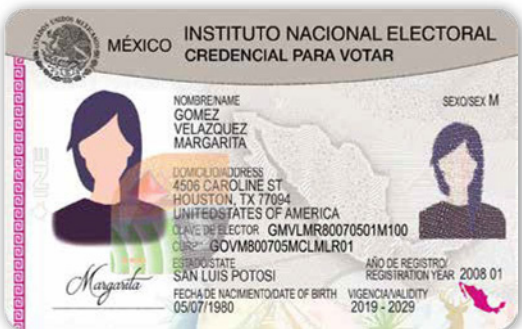 MÉXICO
INSTITUTO NACIONAL ELECTORAL
CREDENCIAL PARA VOTAR
NOMBRE/NAME
GOMEZ
VELAZQUEZ
MARGARITA
SEXO/SEX M
DOMICILIO/ADDRESS
4506 CAROLINE ST
HOUSTON, TX 77094
UNITEDSTATES OF AMERICA
CLAVE DE ELECTOR GMVLMR80070501M100
CURP GOVM800705MCLMLR01
ESTADO/STATE
SAN LUIS POTOSI
AÑO DE REGISTRO/
REGISTRATION YEAR 2008 01
FECHA DE NACIMIENTO/DATE OF BIRTH
05/07/1980
VIGENCIA/VALIDITY
2019 - 2029
Margarita
INE